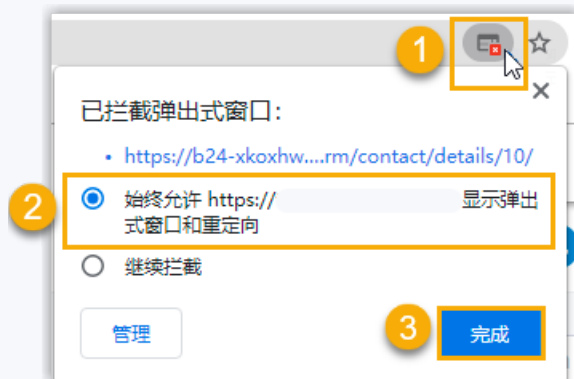 1
已拦截弹出式窗口：
• https://b24-xkoxhw....rm/contact/details/10/
2
始终允许 https:// 显示弹出
式窗口和重定向
继续拦截
管理
3
完成